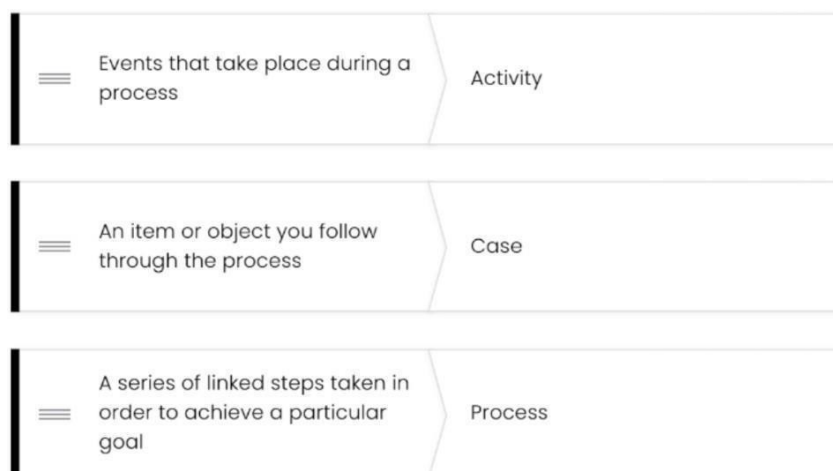 Events that take place during a
process
Activity
An item or object you follow
through the process
Case
A series of linked steps taken in
order to achieve a particular
goal
Process